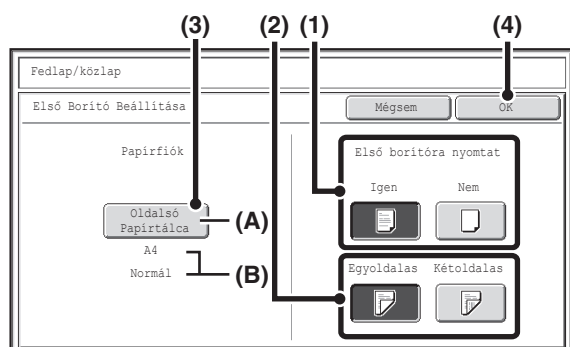 (3) (2) (1) (4)
Fedlap/közlap
Első Borító Beállítása Mégsem OK
Papírfiók Első borítóra nyomtat
Igen Nem
Oldalsó
Papírtálca
(A)
A4
Normál
(B)
Egyoldalas Kétoldalas